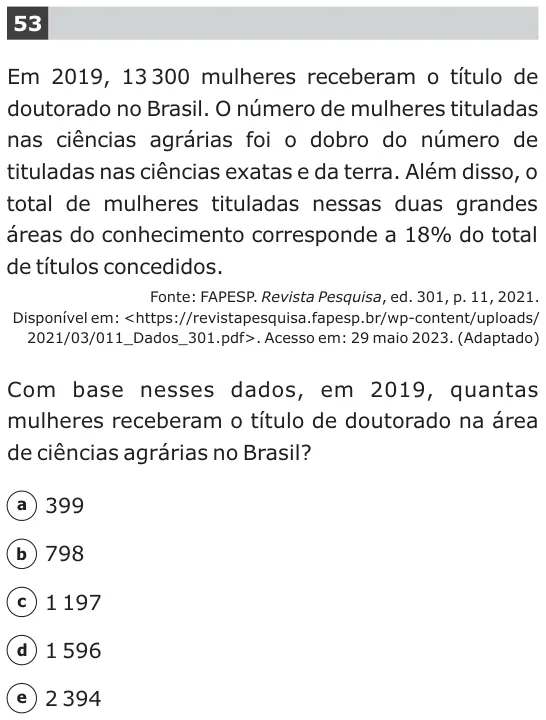 53
Em 2019, 13 300 mulheres receberam o título de
doutorado no Brasil. O número de mulheres tituladas
nas ciências agrárias foi o dobro do número de
tituladas nas ciências exatas e da terra. Além disso, o
total de mulheres tituladas nessas duas grandes
áreas do conhecimento corresponde a 18% do total
de títulos concedidos.
Fonte: FAPESP. Revista Pesquisa, ed. 301, p. 11, 2021.
Disponível em: <https://revistapesquisa.fapesp.br/wp-content/uploads/
2021/03/011_Dados_301.pdf>. Acesso em: 29 maio 2023. (Adaptado)
Com base nesses dados, em 2019, quantas
mulheres receberam o título de doutorado na área
de ciências agrárias no Brasil?
a 399
b 798
c 1 197
d 1 596
e 2 394